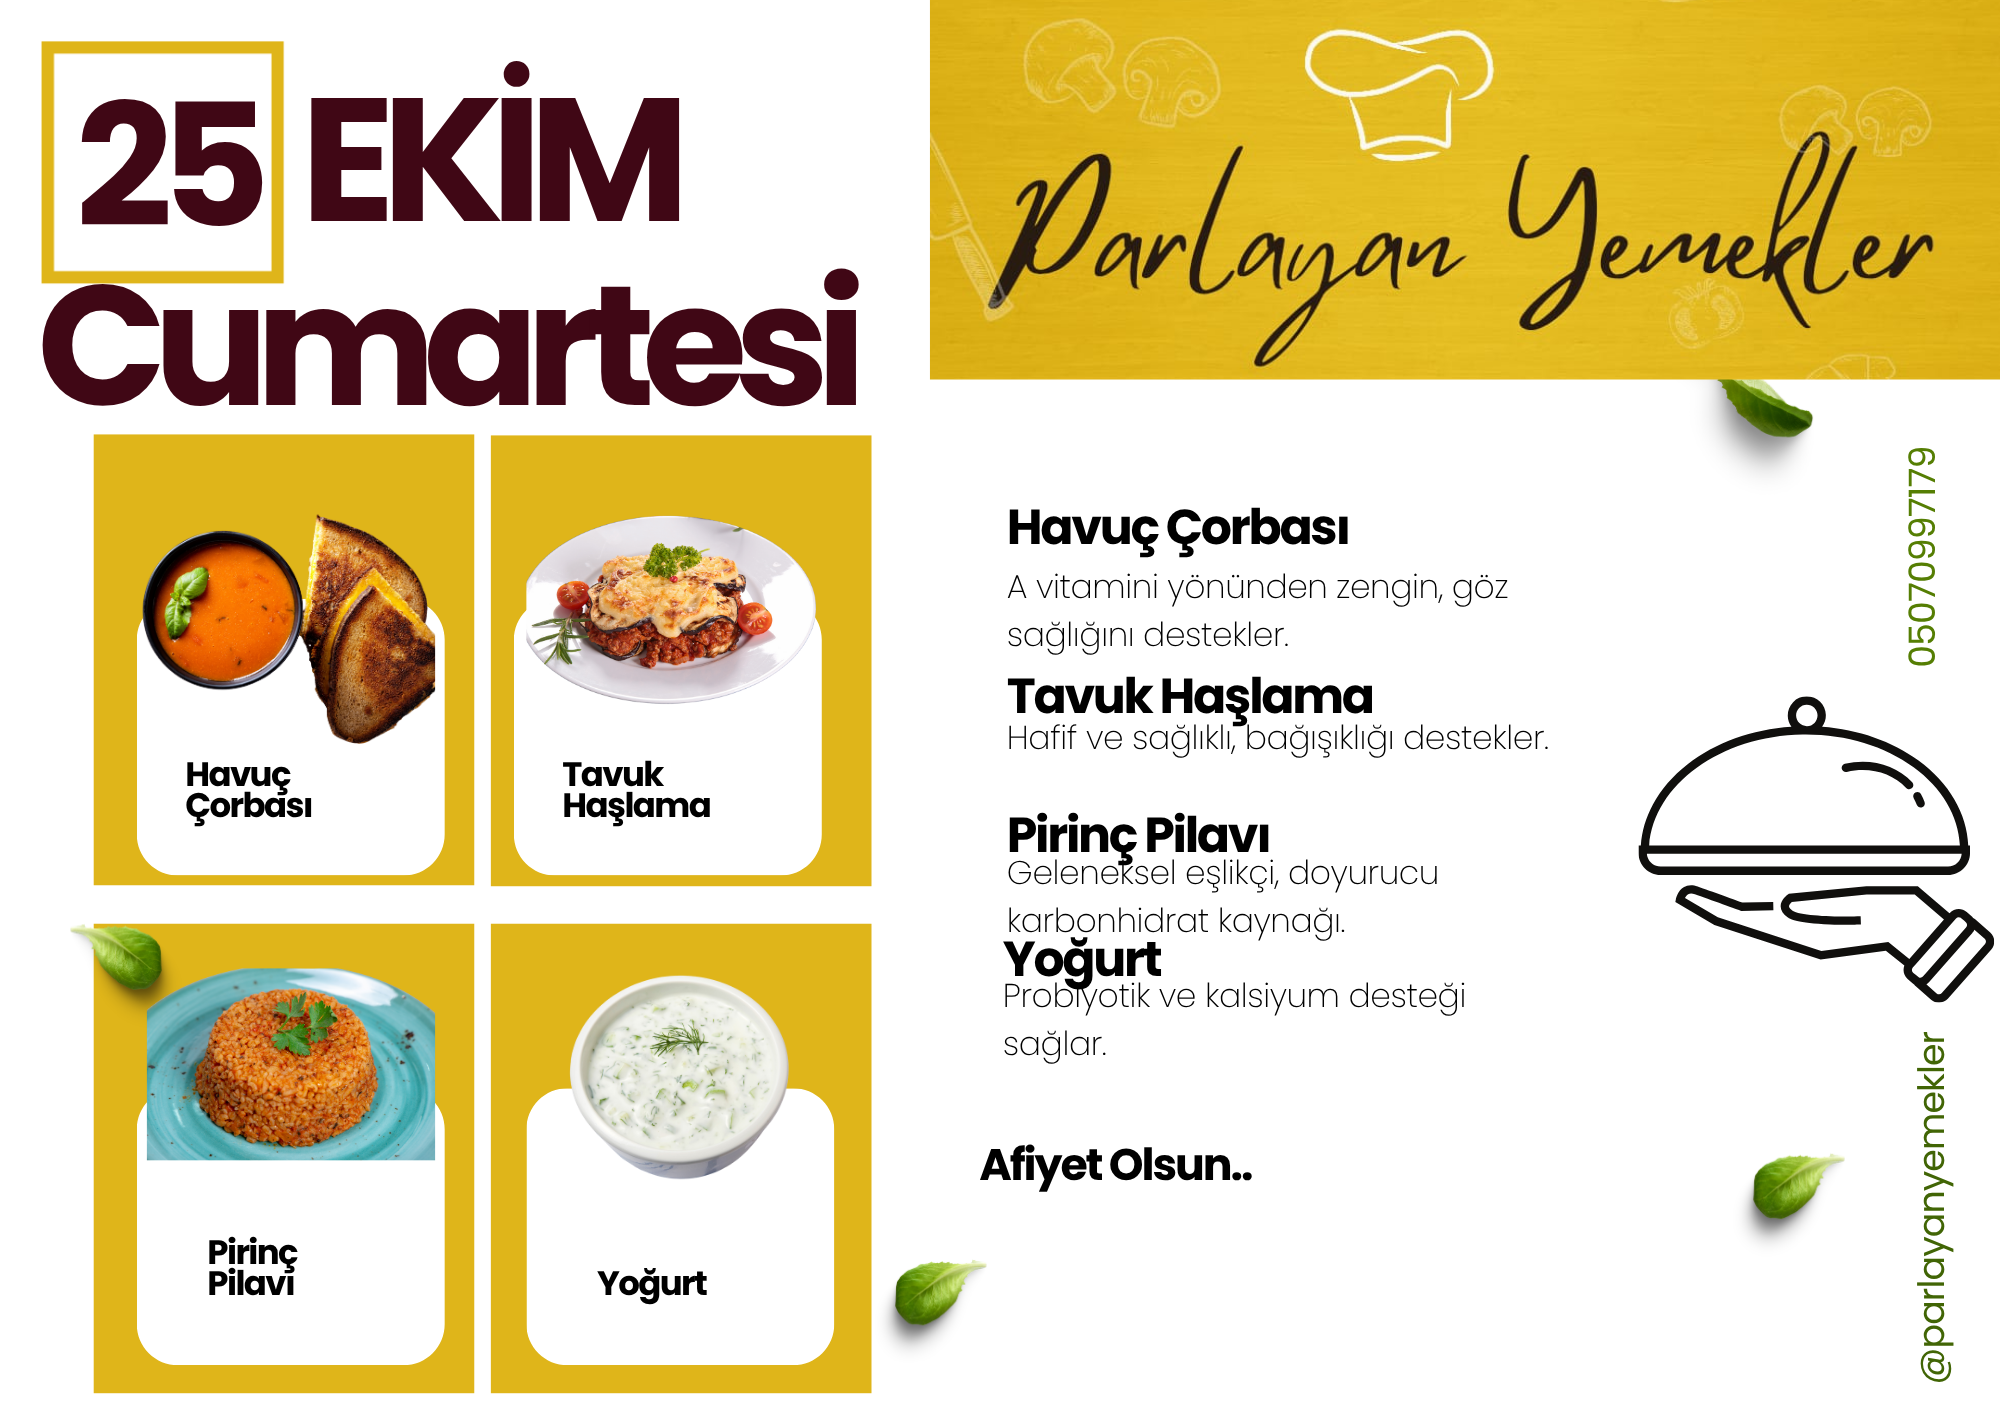 25 EKİM
Cumartesi
Parlayan Yemekler
Havuç
Çorbası
Tavuk
Haşlama
Pirinç
Pilavı
Yoğurt
Havuç Çorbası
A vitamini yönünden zengin, göz
sağlığını destekler.
Tavuk Haşlama
Hafif ve sağlıklı, bağışıklığı destekler.
Pirinç Pilavı
Geleneksel eşlikçi, doyurucu
karbonhidrat kaynağı.
Yoğurt
Probiyotik ve kalsiyum desteği
sağlar.
Afiyet Olsun..
05070997179
@parlayanyemekler